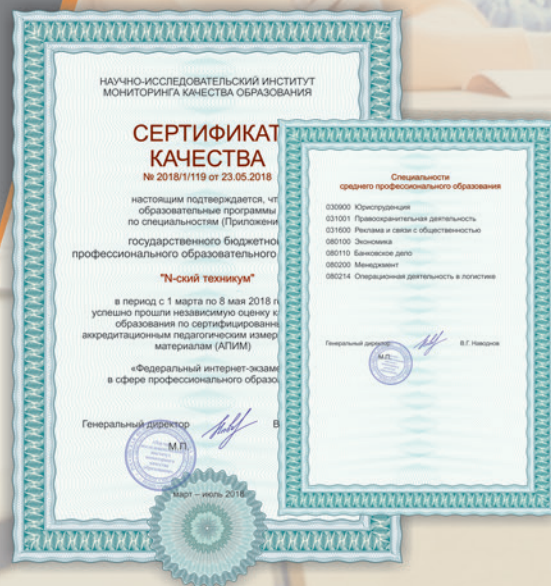 НАУЧНО-ИССЛЕДОВАТЕЛЬСКИЙ ИНСТИТУТ
МОНИТОРИНГА КАЧЕСТВА ОБРАЗОВАНИЯ
СЕРТИФИКАТ
КАЧЕСТВА
№ 2018/1/119 от 23.05.2018
настоящим подтверждается, что
образовательные программы
по специальностям (Приложени
государственного бюджетно
профессионального образовательного
"N-ский техникум"
в период с 1 марта по 8 мая 2018 г
успешно прошли независимую оценку к
образования по сертифицированн
аккредитационным педагогическим измер
материалам (АПИМ)
«Федеральный интернет-экзаме
в сфере профессионального образо
Генеральный директор В
М.П.
март – июль 2018
Специальности
среднего профессионального образования
030900 Юриспруденция
031001 Правоохранительная деятельность
031600 Реклама и связи с общественностью
080100 Экономика
080110 Банковское дело
080200 Менеджмент
080214 Операционная деятельность в логистике
Генеральный директор В.Г. Наводнов
М.П.